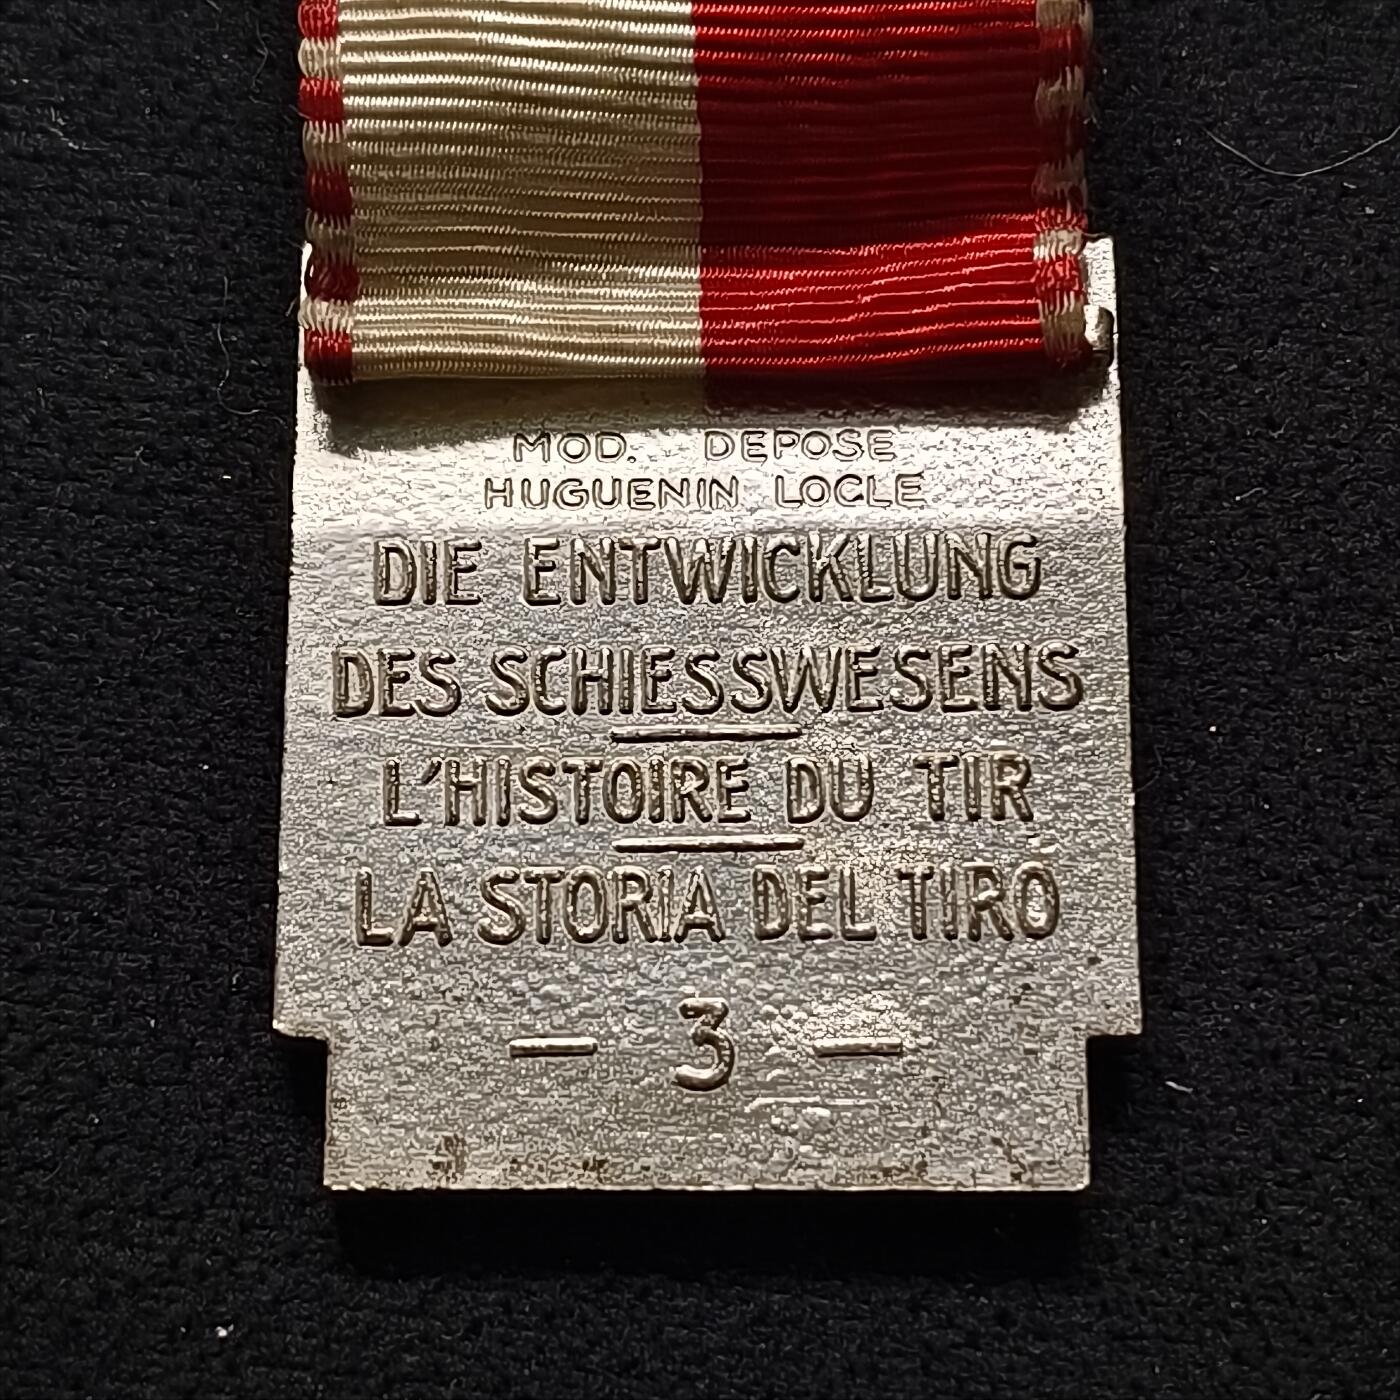 MOD. DEPOSE
HUGUENIN LOCLE
DIE ENTWICKLUNG
DES SCHIESSWESENS
L'HISTOIRE DU TIR
LA STORIA DEL TIRO
— 3 —